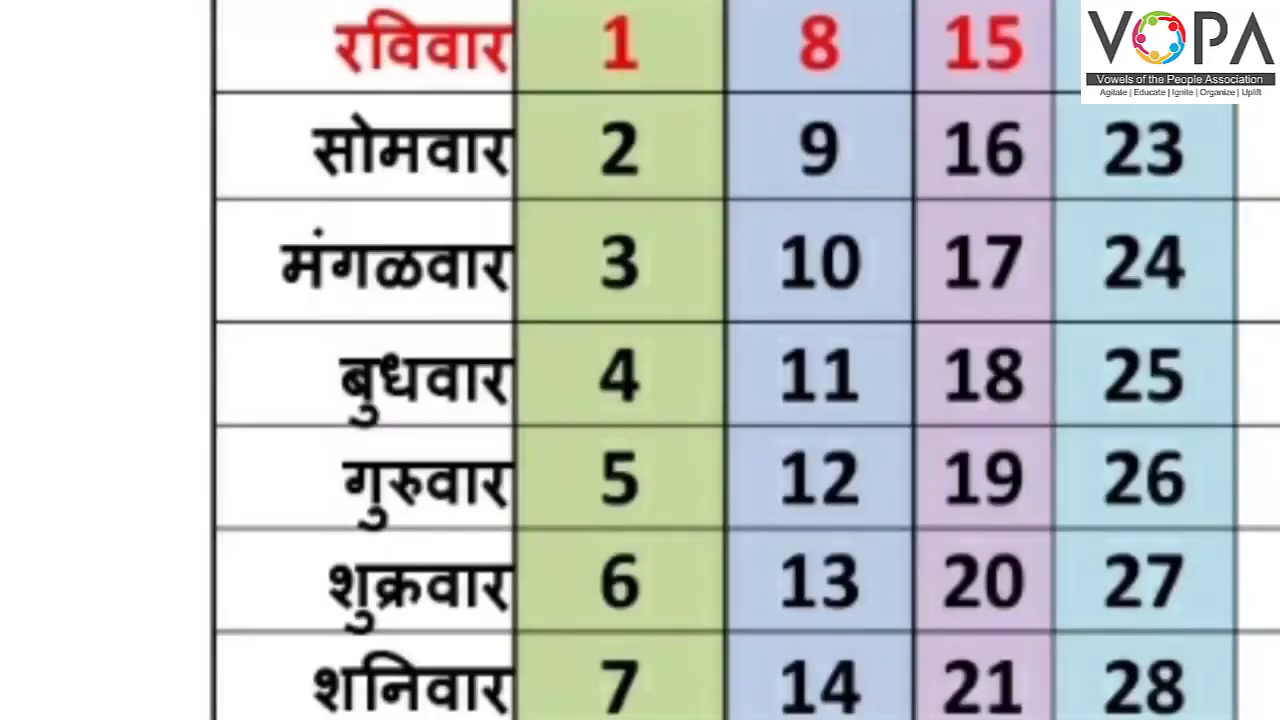 रविवार 1 8 15
VOPA
Vowels of the People Association
Agitate | Educate | Ignite | Organize | Uplift
सोमवार 2 9 16 23
मंगळवार 3 10 17 24
बुधवार 4 11 18 25
गुरुवार 5 12 19 26
शुक्रवार 6 13 20 27
शनिवार 7 14 21 28